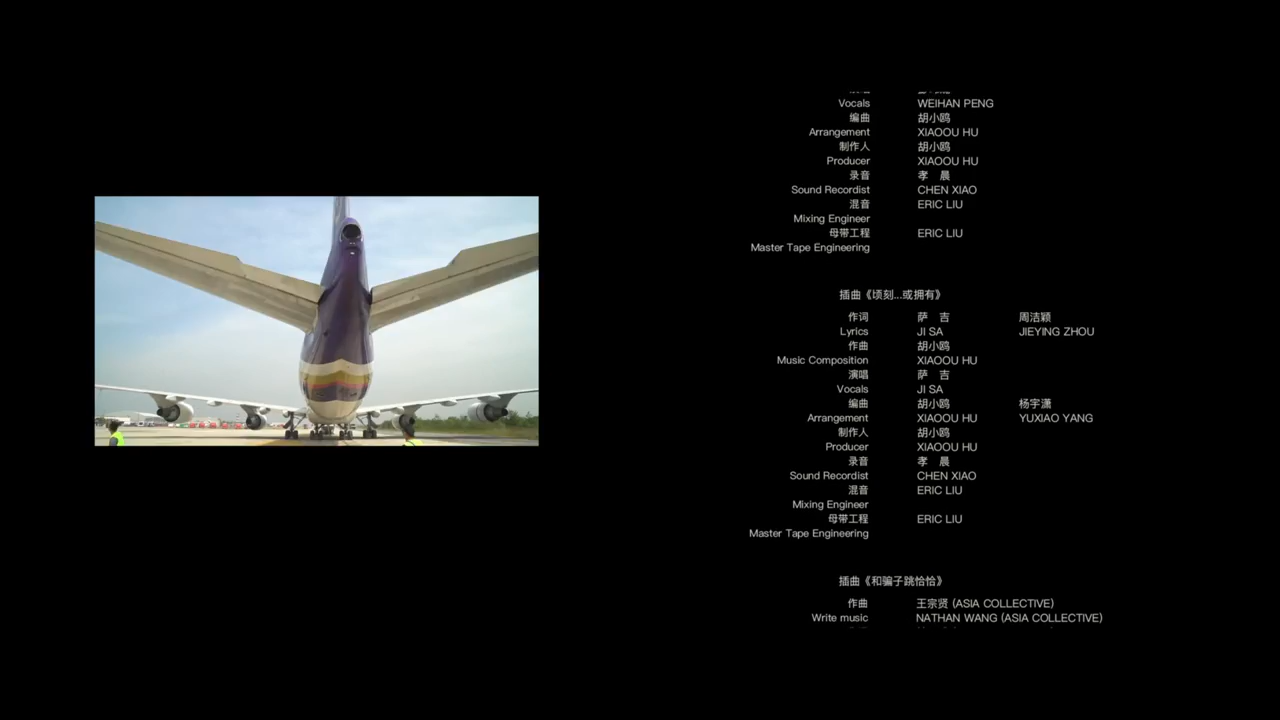 Vocals WEIHAN PENG
编曲 胡小鸥
Arrangement XIAOOU HU
制作人 胡小鸥
Producer XIAOOU HU
录音 孝 晨
Sound Recordist CHEN XIAO
混音 ERIC LIU
Mixing Engineer
母带工程 ERIC LIU
Master Tape Engineering
插曲《顷刻...或拥有》
作词 萨 吉 周洁颖
Lyrics JI SA JIEYING ZHOU
作曲 胡小鸥
Music Composition XIAOOU HU
演唱 萨 吉
Vocals JI SA
编曲 胡小鸥 杨宇潇
Arrangement XIAOOU HU YUXIAO YANG
制作人 胡小鸥
Producer XIAOOU HU
录音 孝 晨
Sound Recordist CHEN XIAO
混音 ERIC LIU
Mixing Engineer
母带工程 ERIC LIU
Master Tape Engineering
插曲《和骗子跳恰恰》
作曲 王宗贤 (ASIA COLLECTIVE)
Write music NATHAN WANG (ASIA COLLECTIVE)